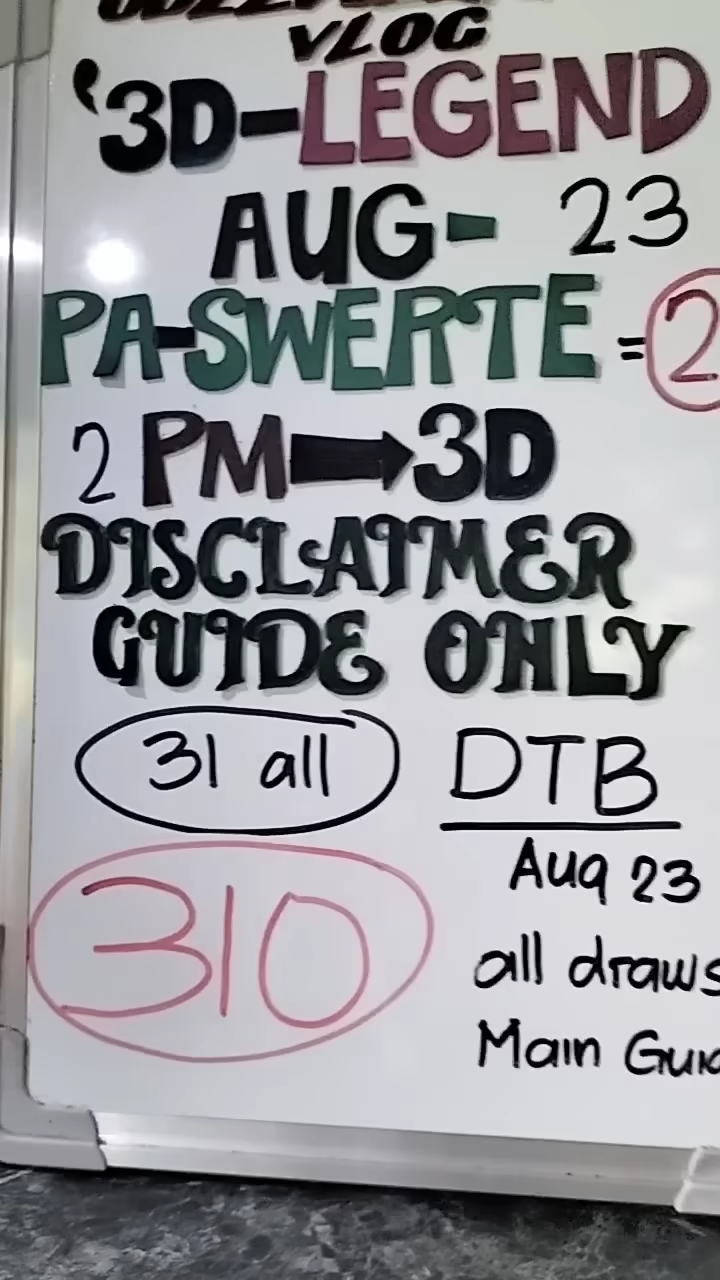 VLOG
'3D-LEGEND
AUG- 23
PA-SWERTE = 2
2 PM➡3D
DISCLAIMER
GUIDE ONLY
31 all
DTB
310
Aug 23
all draws
Main